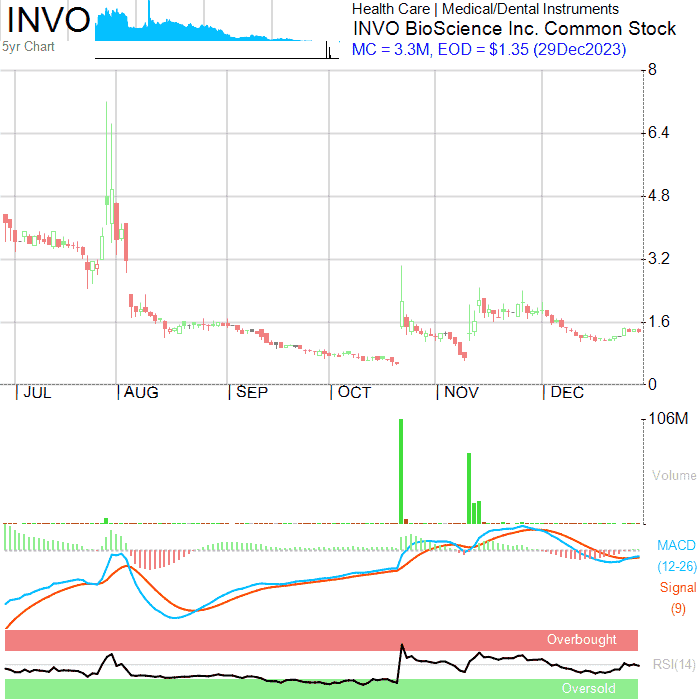 INVO
5yr Chart
Health Care | Medical/Dental Instruments
INVO BioScience Inc. Common Stock
MC = 3.3M, EOD = $1.35 (29Dec2023)
8
6.4
4.8
3.2
1.6
0
JUL AUG SEP OCT NOV DEC
106M
Volume
MACD
(12-26)
Signal
(9)
Overbought
RSI(14)
Oversold